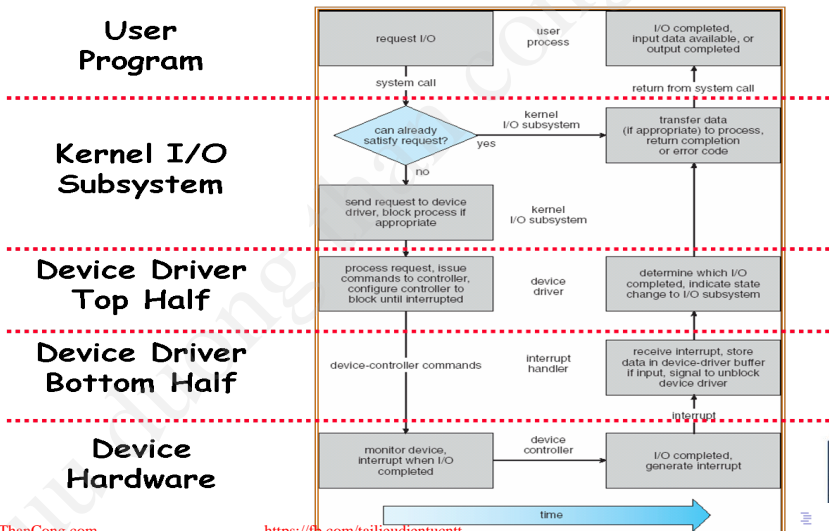 User
Program
request I/O
user
process
I/O completed,
input data available, or
output completed
system call
return from system call
Kernel I/O
Subsystem
can already
satisfy request?
yes
no
kernel
I/O subsystem
transfer data
(if appropriate) to process,
return completion
or error code
send request to device
driver, block process if
appropriate
kernel
I/O subsystem
Device Driver
Top Half
process request, issue
commands to controller,
configure controller to
block until interrupted
device
driver
determine which I/O
completed, indicate state
change to I/O subsystem
Device Driver
Bottom Half
device-controller commands
interrupt
handler
receive interrupt, store
data in device-driver buffer
if input, signal to unblock
device driver
interrupt
Device
Hardware
monitor device,
interrupt when I/O
completed
device
controller
I/O completed,
generate interrupt
time
ThanCong.com
https://fb.com/tailieudientucntt